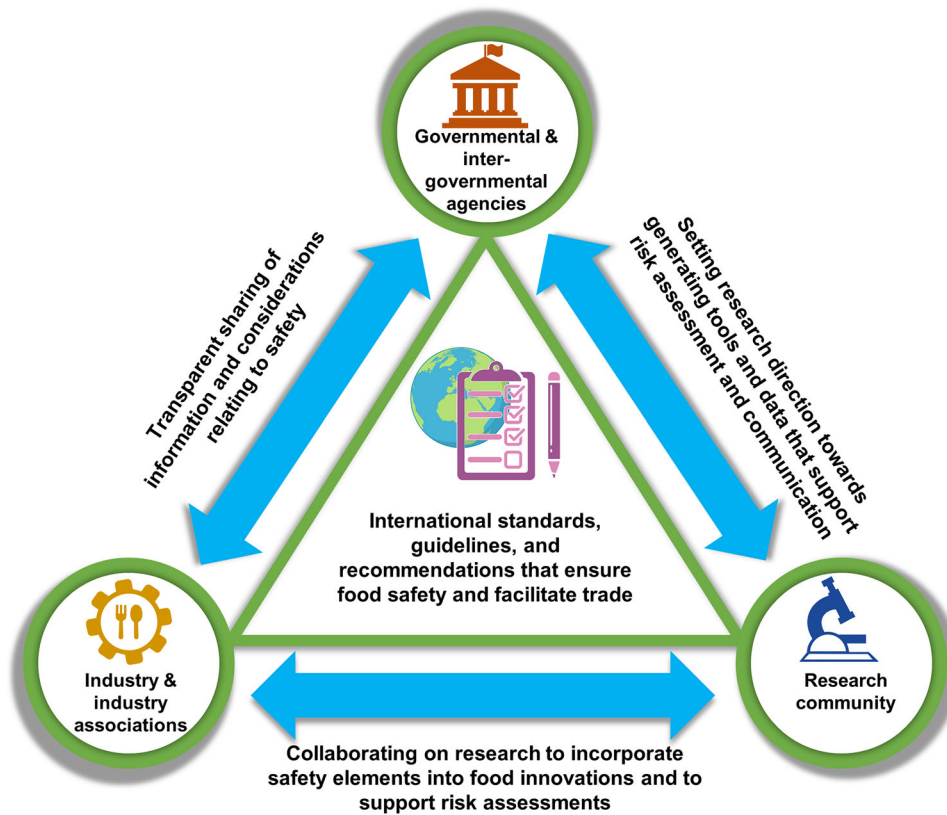 Governmental &
inter-
governmental
agencies
Transparent sharing of
information and considerations
relating to safety
Setting research direction towards
generating tools and data that support
risk assessment and communication
International standards,
guidelines, and
recommendations that ensure
food safety and facilitate trade
Industry &
industry
associations
Research
community
Collaborating on research to incorporate
safety elements into food innovations and to
support risk assessments